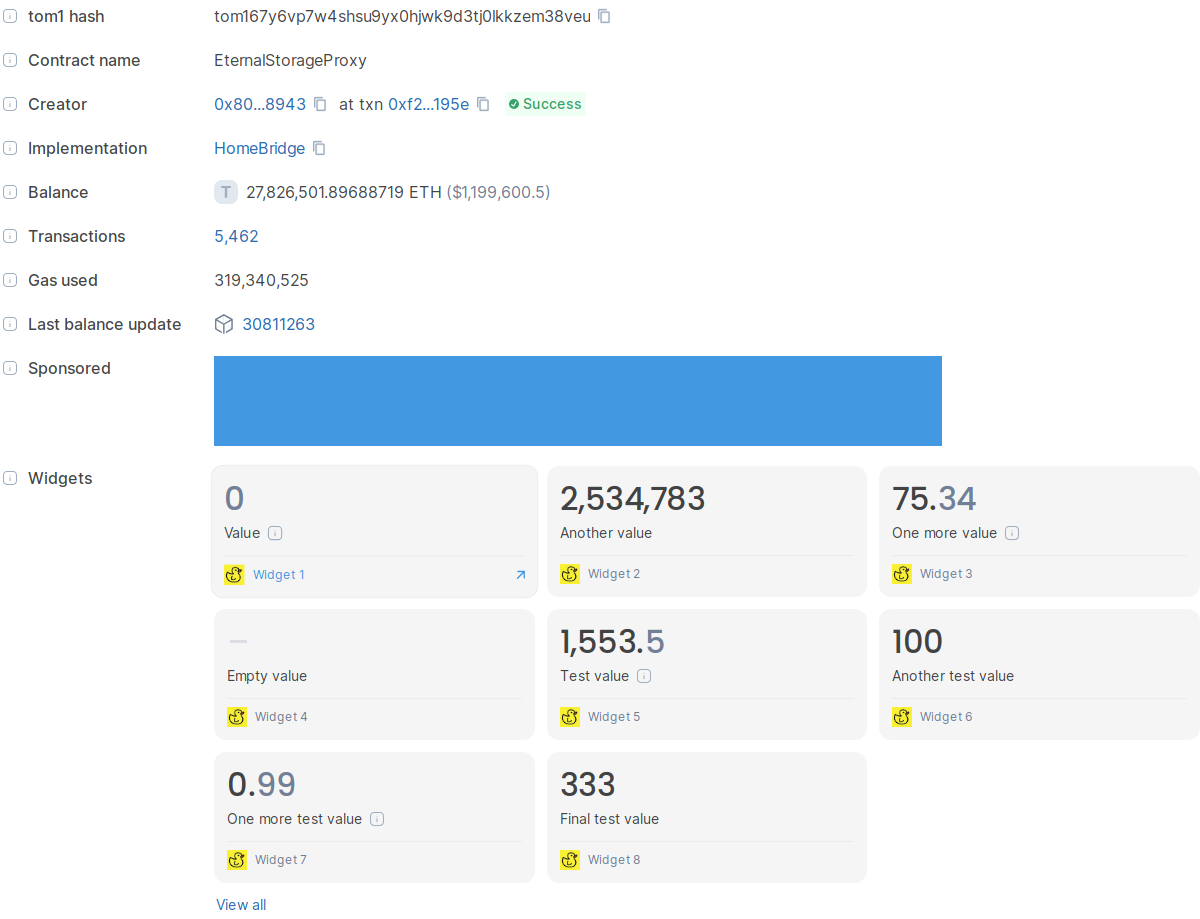 tom1 hash tom167y6vp7w4shsu9yx0hjwk9d3tj0lkkzem38veu
Contract name EternalStorageProxy
Creator 0x80...8943 at txn 0xf2...195e Success
Implementation HomeBridge
Balance T 27,826,501.89688719 ETH ($1,199,600.5)
Transactions 5,462
Gas used 319,340,525
Last balance update 30811263
Sponsored
Widgets
0
Value
Widget 1
2,534,783
Another value
Widget 2
75.34
One more value
Widget 3
—
Empty value
Widget 4
1,553.5
Test value
Widget 5
100
Another test value
Widget 6
0.99
One more test value
Widget 7
333
Final test value
Widget 8
View all